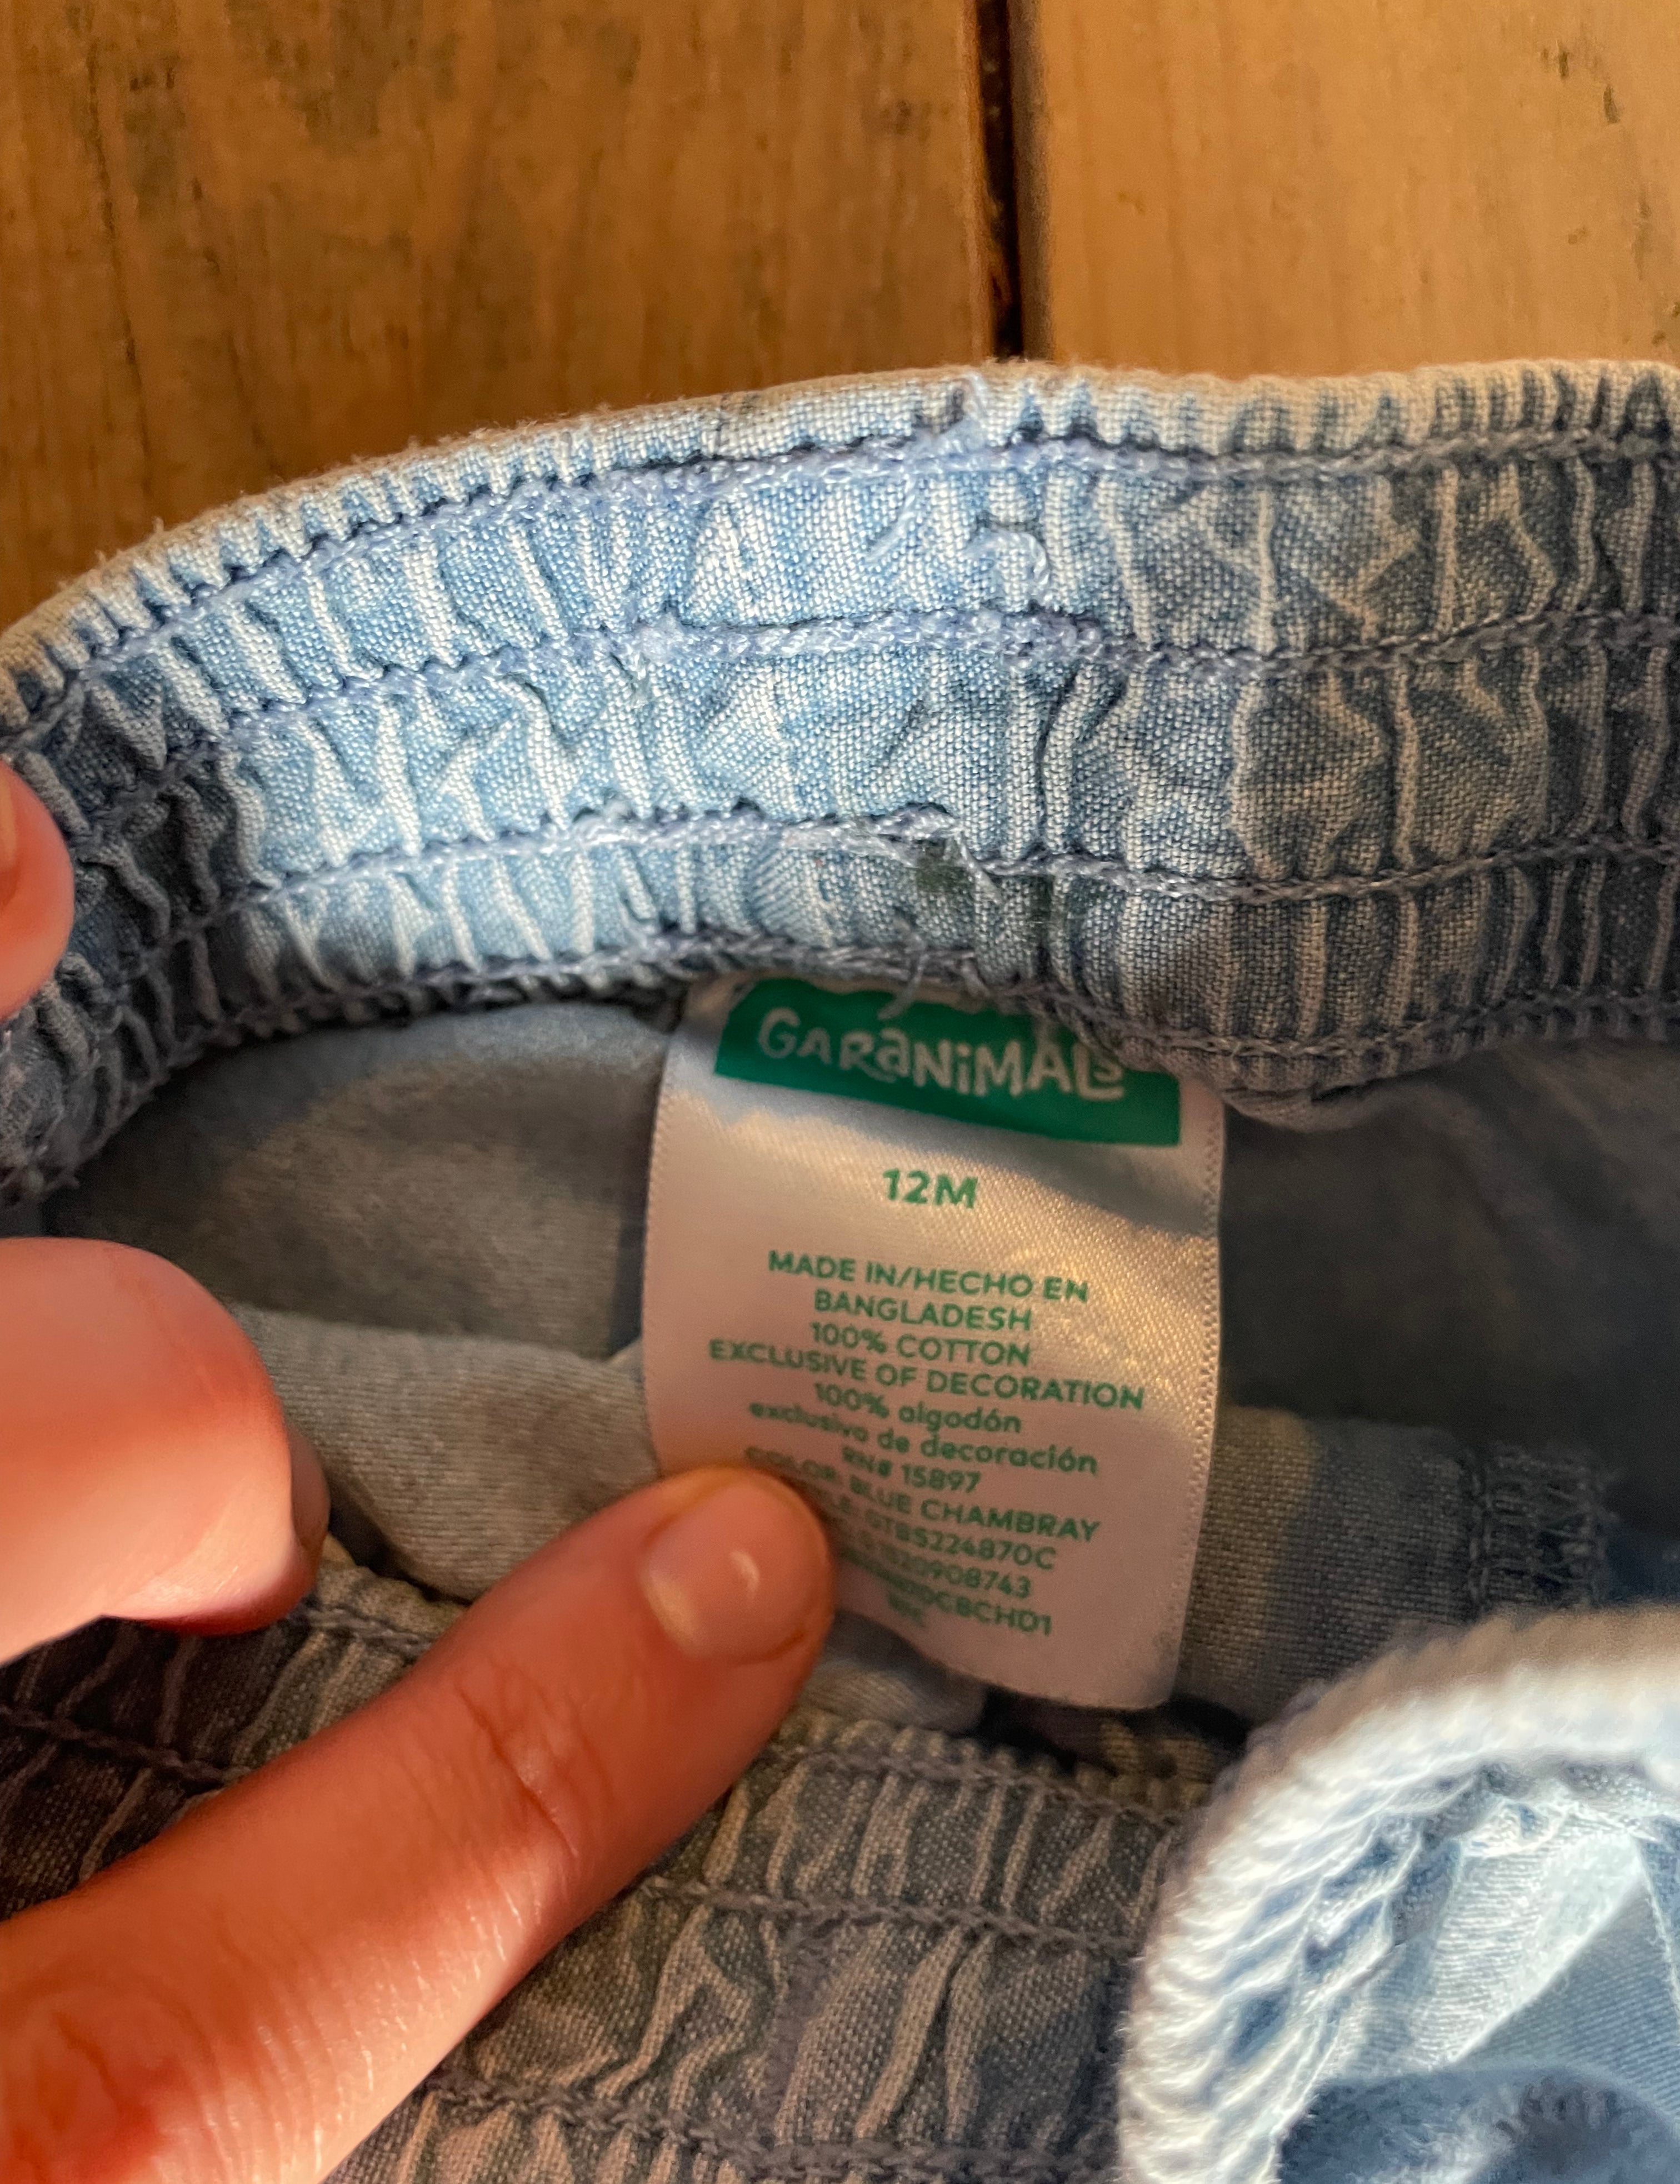 GARANIMALS
12M
MADE IN/HECHO EN
BANGLADESH
100% COTTON
EXCLUSIVE OF DECORATION
100% algodón
exclusivo de decoración
RN# 15897
COLOR: BLUE CHAMBRAY